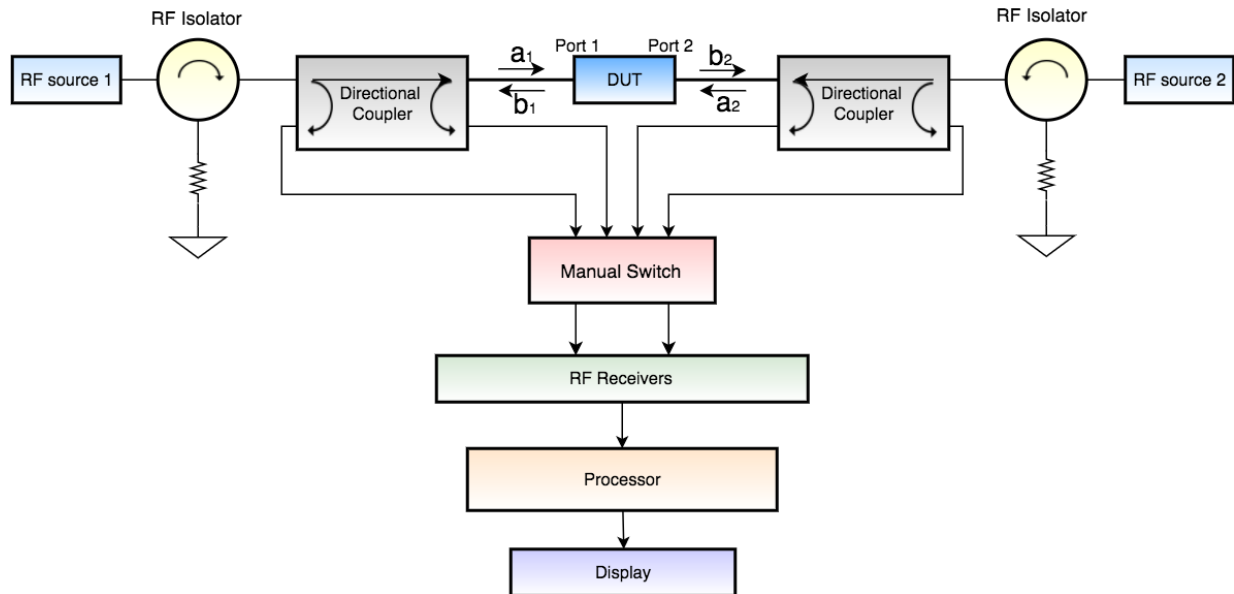 RF Isolator
RF Isolator
RF source 1
Directional
Coupler
a1
b1
Port 1
DUT
Port 2
b2
a2
Directional
Coupler
RF source 2
Manual Switch
RF Receivers
Processor
Display